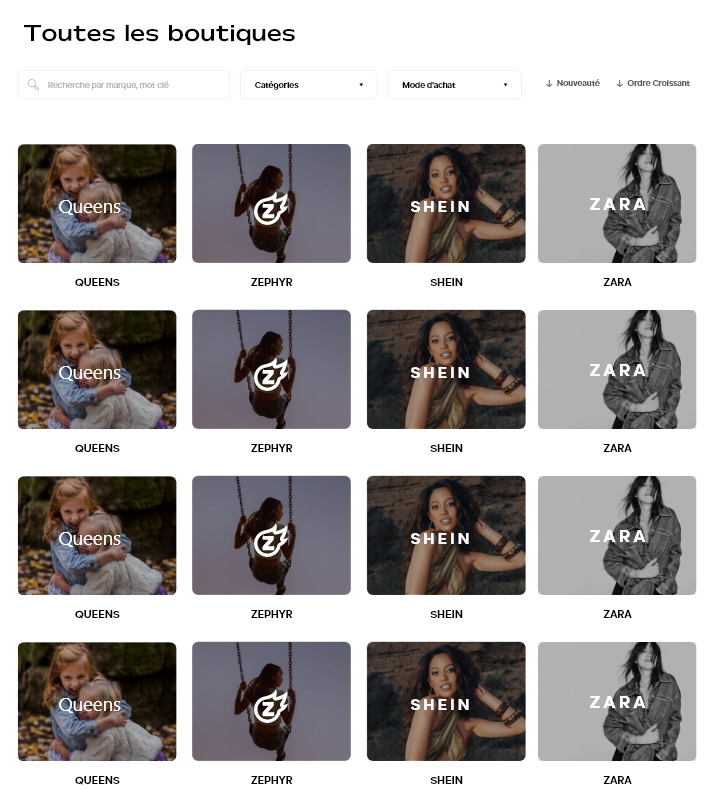 Toutes les boutiques
Recherche par marque, mot clé
Catégories
Mode d'achat
Nouveauté
Ordre Croissant
Queens
Z
SHEIN
ZARA
QUEENS
ZEPHYR
SHEIN
ZARA
Queens
Z
SHEIN
ZARA
QUEENS
ZEPHYR
SHEIN
ZARA
Queens
Z
SHEIN
ZARA
QUEENS
ZEPHYR
SHEIN
ZARA
Queens
Z
SHEIN
ZARA
QUEENS
ZEPHYR
SHEIN
ZARA